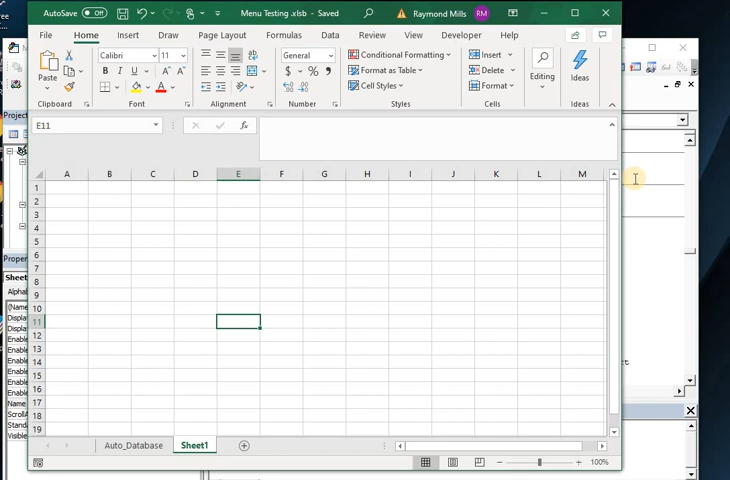 AutoSave Off Menu Testing .xlsb - Saved Raymond Mills RM
File Home Insert Draw Page Layout Formulas Data Review View Developer Help
Paste
Calibri 11
B I U
A A
General
$ % ,
Conditional Formatting
Format as Table
Cell Styles
Insert
Delete
Format
Editing
Ideas
Clipboard Font Alignment Number Styles Cells Ideas
E11 fx
A B C D E F G H I J K L M
1
2
3
4
5
6
7
8
9
10
11
12
13
14
15
16
17
18
19
Auto_Database Sheet1
100%
Projec
Proper
Sheet
Alphab
(Name
Display
Display
Enable
Enable
Enable
Enable
Enable
Enable
Name
ScrollA
Standa
Visible